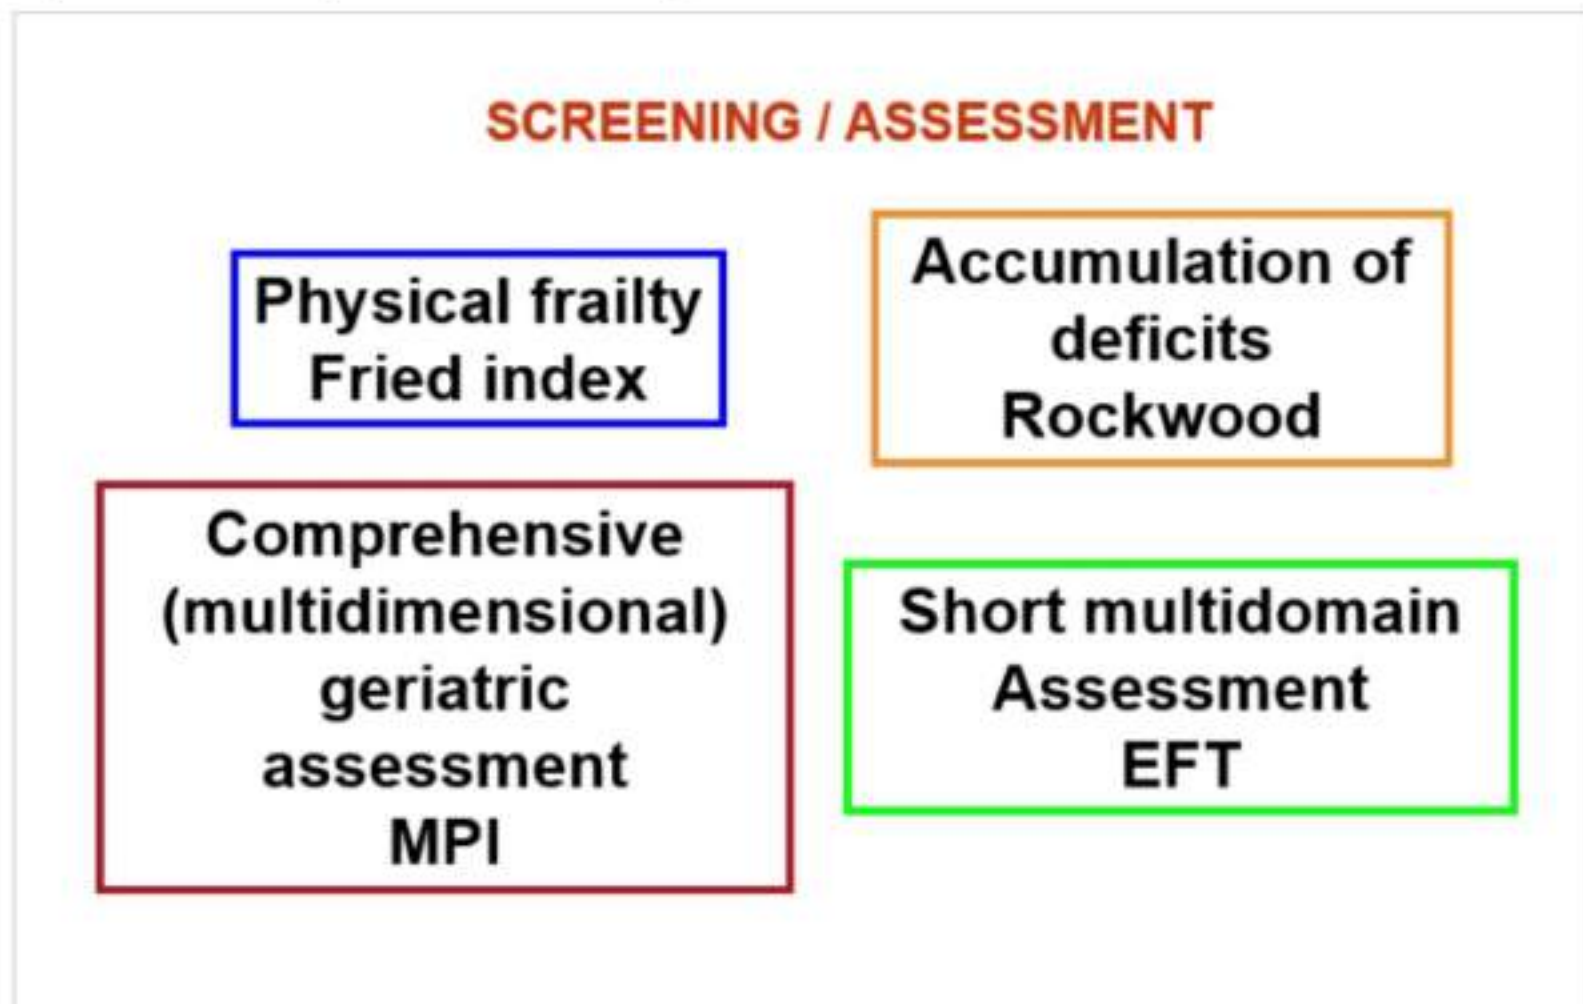 SCREENING / ASSESSMENT
Physical frailty
Fried index
Accumulation of
deficits
Rockwood
Comprehensive
(multidimensional)
geriatric
assessment
MPI
Short multidomain
Assessment
EFT